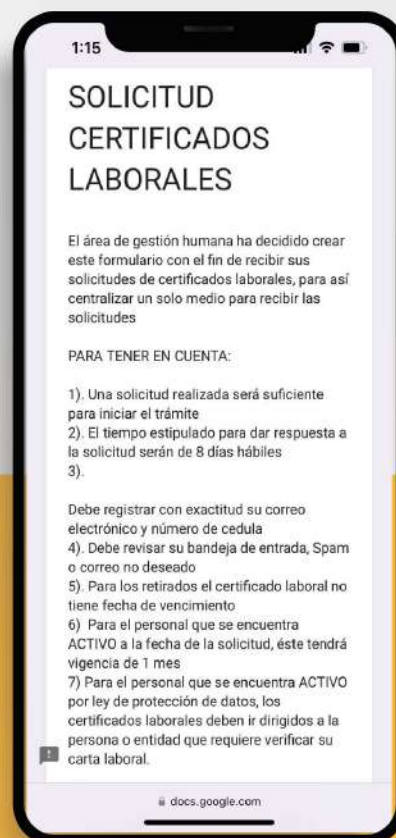 1:15
SOLICITUD
CERTIFICADOS
LABORALES
El área de gestión humana ha decidido crear
este formulario con el fin de recibir sus
solicitudes de certificados laborales, para así
centralizar un solo medio para recibir las
solicitudes
PARA TENER EN CUENTA:
1). Una solicitud realizada será suficiente
para iniciar el trámite
2). El tiempo estipulado para dar respuesta a
la solicitud serán de 8 días hábiles
3).
Debe registrar con exactitud su correo
electrónico y número de cedula
4). Debe revisar su bandeja de entrada, Spam
o correo no deseado
5). Para los retirados el certificado laboral no
tiene fecha de vencimiento
6) Para el personal que se encuentra
ACTIVO a la fecha de la solicitud, éste tendrá
vigencia de 1 mes
7) Para el personal que se encuentra ACTIVO
por ley de protección de datos, los
certificados laborales deben ir dirigidos a la
persona o entidad que requiere verificar su
carta laboral.
docs.google.com